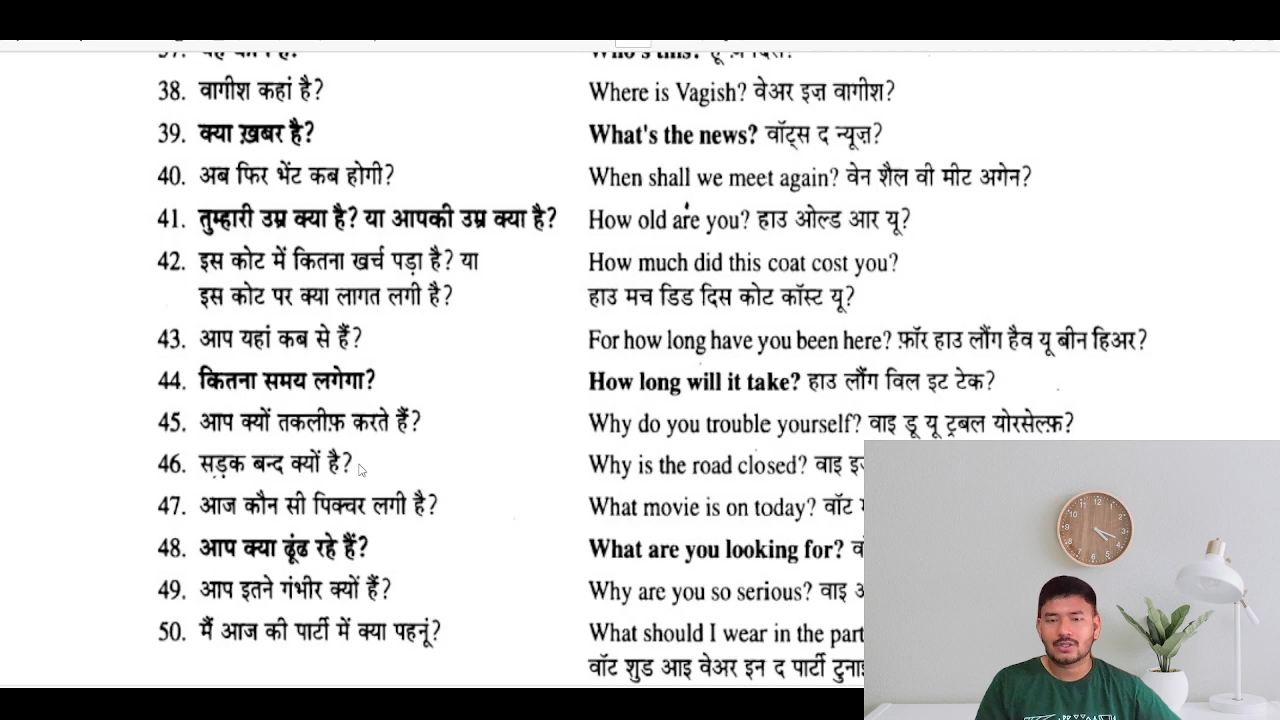 Who's this?
38. वागीश कहां है? Where is Vagish? वेअर इज़ वागीश?
39. क्या ख़बर है? What's the news? वॉट्स द न्यूज़?
40. अब फिर भेंट कब होगी? When shall we meet again? वेन शैल वी मीट अगेन?
41. तुम्हारी उम्र क्या है? या आपकी उम्र क्या है? How old are you? हाउ ओल्ड आर यू?
42. इस कोट में कितना खर्च पड़ा है? या How much did this coat cost you?
इस कोट पर क्या लागत लगी है? हाउ मच डिड दिस कोट कॉस्ट यू?
43. आप यहां कब से हैं? For how long have you been here? फ़ॉर हाउ लौंग हैव यू बीन हिअर?
44. कितना समय लगेगा? How long will it take? हाउ लौंग विल इट टेक?
45. आप क्यों तकलीफ़ करते हैं? Why do you trouble yourself? वाइ डू यू ट्रबल योरसेल्फ़?
46. सड़क बन्द क्यों है? Why is the road closed? वाइ
47. आज कौन सी पिक्चर लगी है? What movie is on today? वॉट
48. आप क्या ढूंढ रहे हैं? What are you looking for?
49. आप इतने गंभीर क्यों हैं? Why are you so serious? वाइ
50. मैं आज की पार्टी में क्या पहनूं? What should I wear in the
वॉट शुड आइ वेअर इन द पार्टी